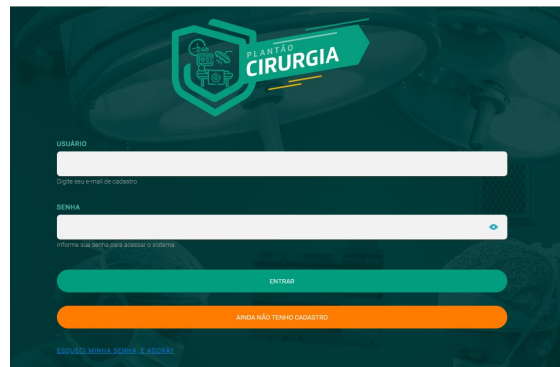 24h
PLANTÃO
CIRURGIA
USUÁRIO
Digite seu e-mail de cadastro
SENHA
Informe sua senha para acessar o sistema
ENTRAR
AINDA NÃO TENHO CADASTRO
ESQUECI MINHA SENHA, E AGORA?